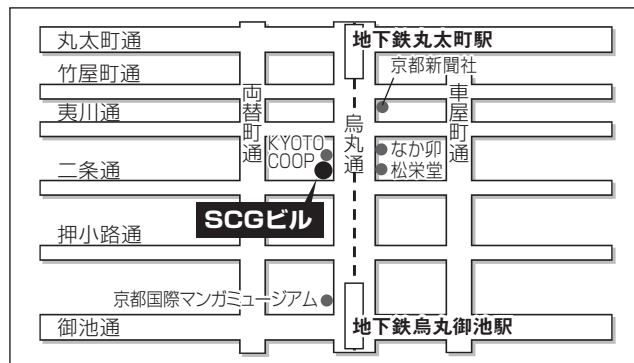 丸太町通
地下鉄丸太町駅
竹屋町通
京都新聞社
夷川通
両替町通
烏丸通
車屋町通
KYOTO
COOP
なか卯
松栄堂
二条通
SCGビル
押小路通
京都国際マンガミュージアム
御池通
地下鉄烏丸御池駅